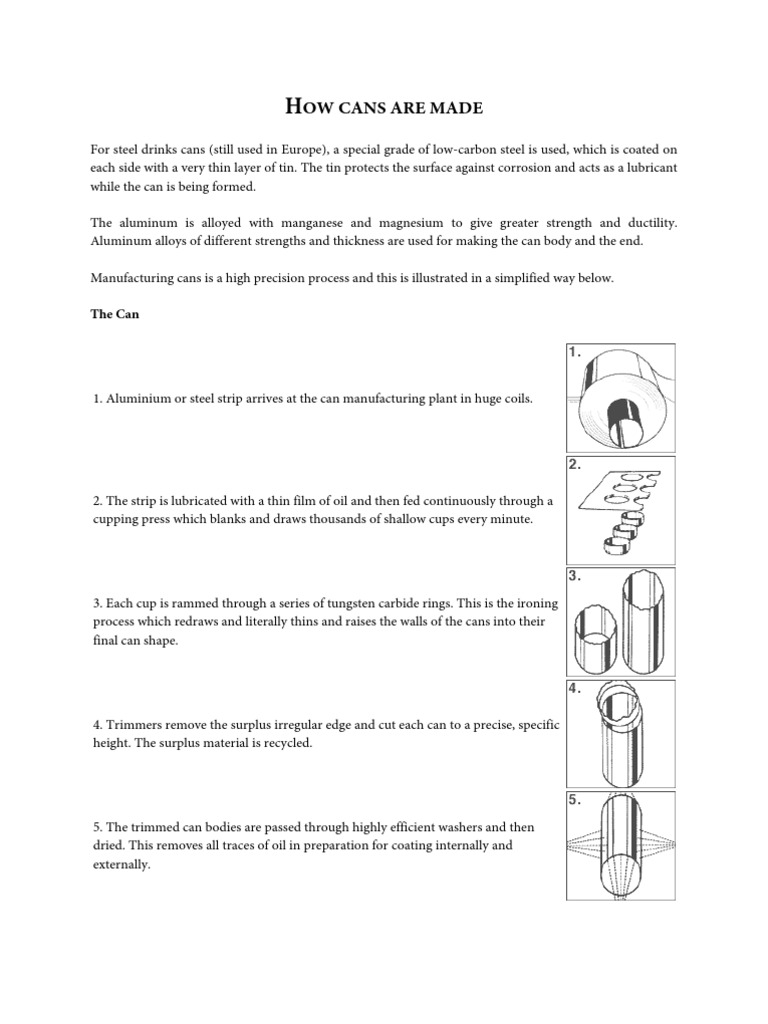 HOW CANS ARE MADE
For steel drinks cans (still used in Europe), a special grade of low-carbon steel is used, which is coated on
each side with a very thin layer of tin. The tin protects the surface against corrosion and acts as a lubricant
while the can is being formed.
The aluminum is alloyed with manganese and magnesium to give greater strength and ductility.
Aluminum alloys of different strengths and thickness are used for making the can body and the end.
Manufacturing cans is a high precision process and this is illustrated in a simplified way below.
The Can
1.
1. Aluminium or steel strip arrives at the can manufacturing plant in huge coils.
2.
2. The strip is lubricated with a thin film of oil and then fed continuously through a
cupping press which blanks and draws thousands of shallow cups every minute.
3.
3. Each cup is rammed through a series of tungsten carbide rings. This is the ironing
process which redraws and literally thins and raises the walls of the cans into their
final can shape.
4.
4. Trimmers remove the surplus irregular edge and cut each can to a precise, specific
height. The surplus material is recycled.
5.
5. The trimmed can bodies are passed through highly efficient washers and then
dried. This removes all traces of oil in preparation for coating internally and
externally.